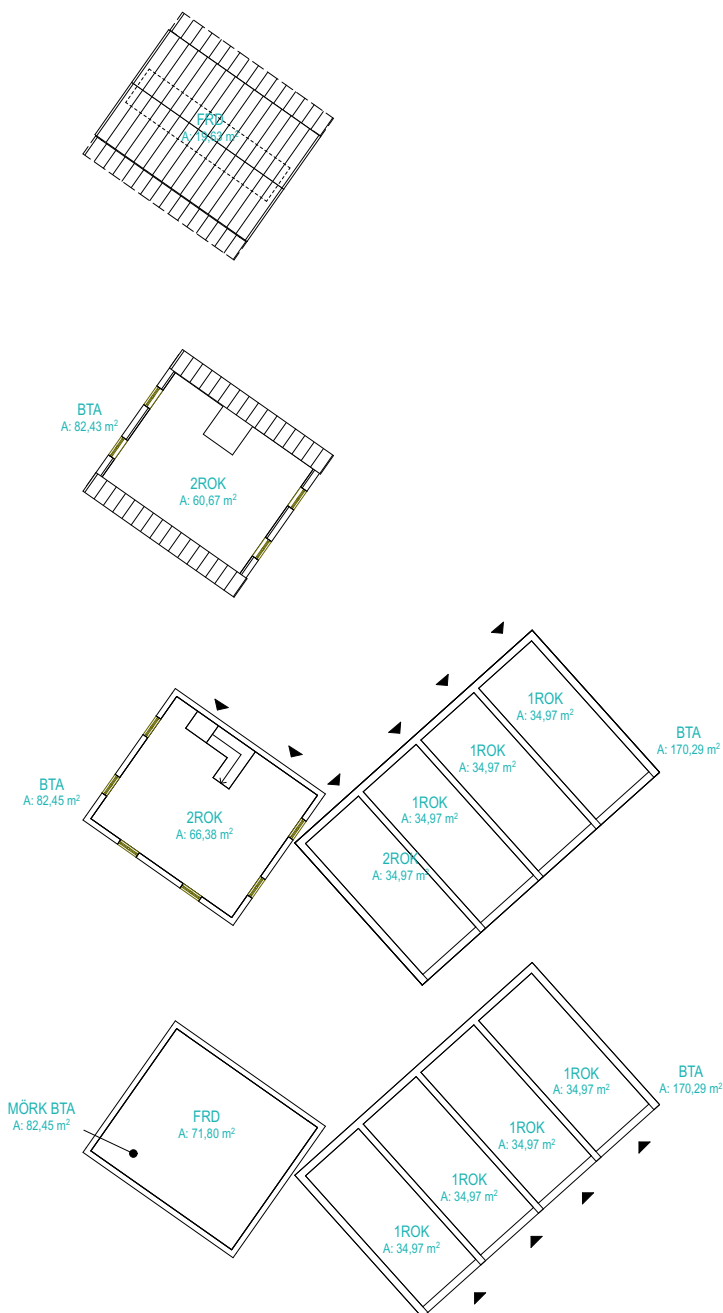 FRD
A: 19,63 m²
BTA
A: 82,43 m²
2ROK
A: 60,67 m²
1ROK
A: 34,97 m²
BTA
A: 170,29 m²
1ROK
A: 34,97 m²
BTA
A: 82,45 m²
1ROK
A: 34,97 m²
2ROK
A: 66,38 m²
2ROK
A: 34,97 m²
1ROK
A: 34,97 m²
BTA
A: 170,29 m²
MÖRK BTA
A: 82,45 m²
FRD
A: 71,80 m²
1ROK
A: 34,97 m²
1ROK
A: 34,97 m²
1ROK
A: 34,97 m²